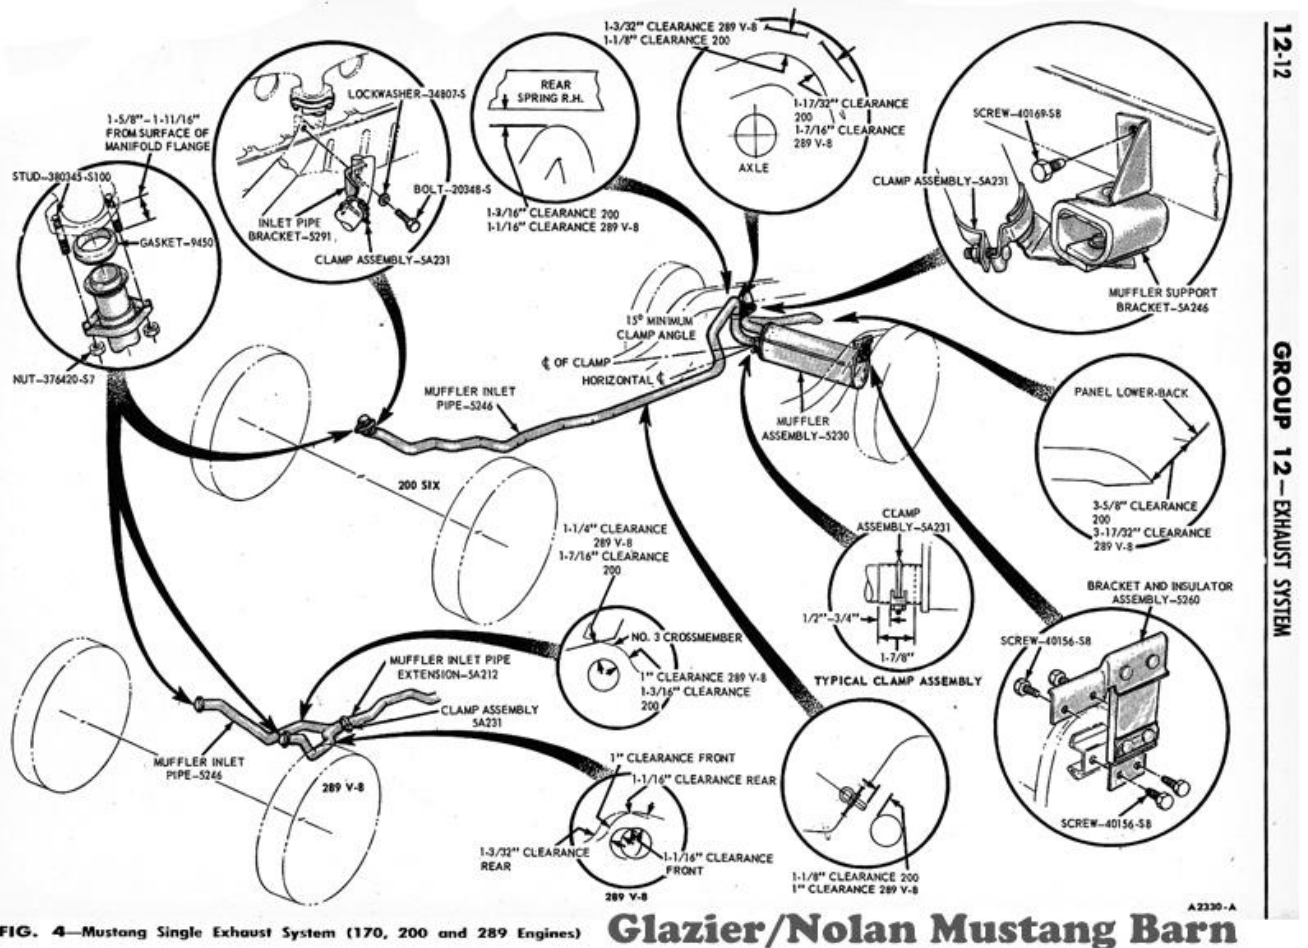 1-5/8"-1-11/16"
FROM SURFACE OF
MANIFOLD FLANGE
STUD-380345-S100
GASKET-9450
NUT-376420-S7
LOCKWASHER-34807-S
BOLT-20348-S
INLET PIPE
BRACKET-5291
CLAMP ASSEMBLY-5A231
REAR
SPRING R.H.
1-3/16" CLEARANCE 200
1-1/16" CLEARANCE 289 V-8
1-3/32" CLEARANCE 289 V-8
1-1/8" CLEARANCE 200
1-17/32" CLEARANCE
200
1-7/16" CLEARANCE
289 V-8
AXLE
SCREW-40169-S8
CLAMP ASSEMBLY-5A231
MUFFLER SUPPORT
BRACKET-5A246
12-12
GROUP 12-EXHAUST SYSTEM
15° MINIMUM
CLAMP ANGLE
℄ OF CLAMP
HORIZONTAL ℄
MUFFLER INLET
PIPE-5246
MUFFLER
ASSEMBLY-5230
PANEL LOWER-BACK
3-5/8" CLEARANCE
200
3-17/32" CLEARANCE
289 V-8
200 SIX
CLAMP
ASSEMBLY-5A231
1/2"-3/4"
1-7/8"
TYPICAL CLAMP ASSEMBLY
1-1/4" CLEARANCE
289 V-8
1-7/16" CLEARANCE
200
NO. 3 CROSSMEMBER
1" CLEARANCE 289 V-8
1-3/16" CLEARANCE
200
BRACKET AND INSULATOR
ASSEMBLY-5260
SCREW-40156-S8
SCREW-40156-S8
MUFFLER INLET PIPE
EXTENSION-5A212
CLAMP ASSEMBLY
5A231
MUFFLER INLET
PIPE-5246
289 V-8
1" CLEARANCE FRONT
1-1/16" CLEARANCE REAR
1-3/32" CLEARANCE
REAR
1-1/16" CLEARANCE
FRONT
289 V-8
1-1/8" CLEARANCE 200
1" CLEARANCE 289 V-8
A2330-A
FIG. 4—Mustang Single Exhaust System (170, 200 and 289 Engines)
Glazier/Nolan Mustang Barn